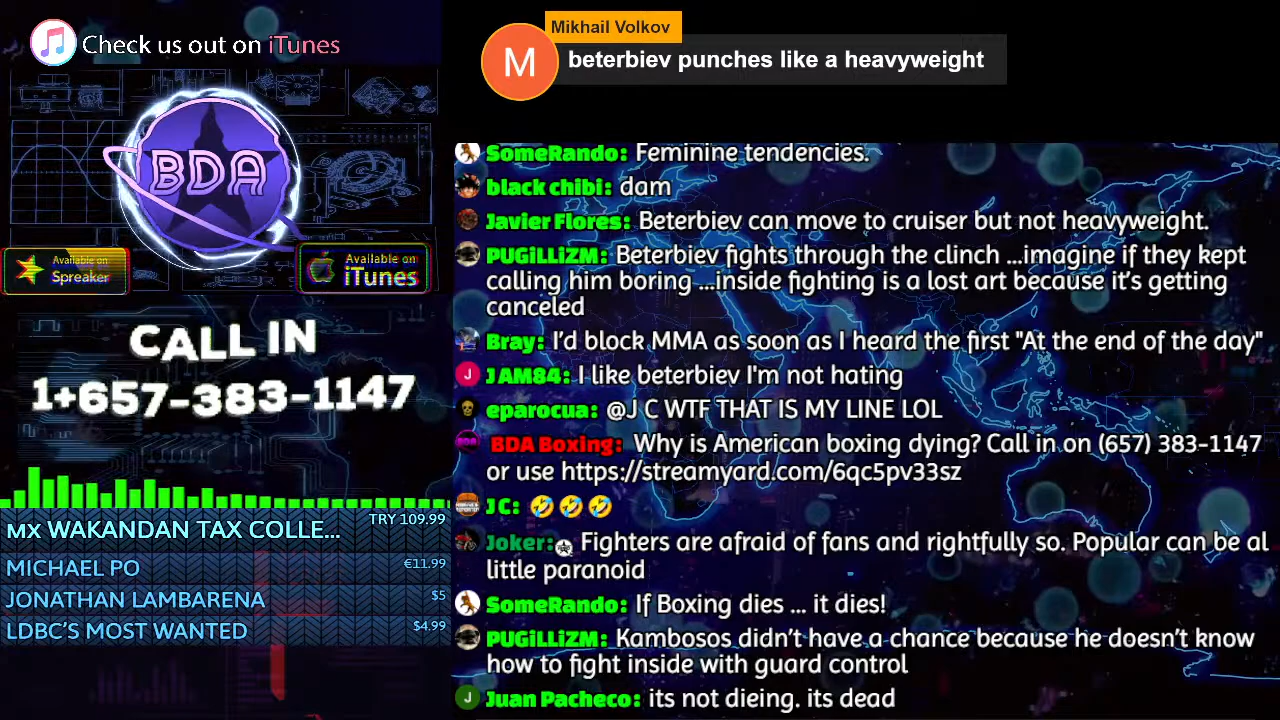 Check us out on iTunes
BDA
Available on
Spreaker
Available on
iTunes
CALL IN
1+657-383-1147
MX WAKANDAN TAX COLLE... TRY 109.99
MICHAEL PO €11.99
JONATHAN LAMBARENA $5
LDBC'S MOST WANTED $4.99
Mikhail Volkov
M
beterbiev punches like a heavyweight
SomeRando: Feminine tendencies.
black chibi: dam
Javier Flores: Beterbiev can move to cruiser but not heavyweight.
PUGiLLiZM: Beterbiev fights through the clinch ...imagine if they kept
calling him boring ...inside fighting is a lost art because it's getting
canceled
Bray: I'd block MMA as soon as I heard the first "At the end of the day"
J JAM84: I like beterbiev I'm not hating
eparocua: @J C WTF THAT IS MY LINE LOL
BDA BDA Boxing: Why is American boxing dying? Call in on (657) 383-1147
or use https://streamyard.com/6qc5pv33sz
J C: 🤣🤣🤣
Joker: Fighters are afraid of fans and rightfully so. Popular can be al
little paranoid
SomeRando: If Boxing dies ... it dies!
PUGiLLiZM: Kambosos didn't have a chance because he doesn't know
how to fight inside with guard control
J Juan Pacheco: its not dieing. its dead